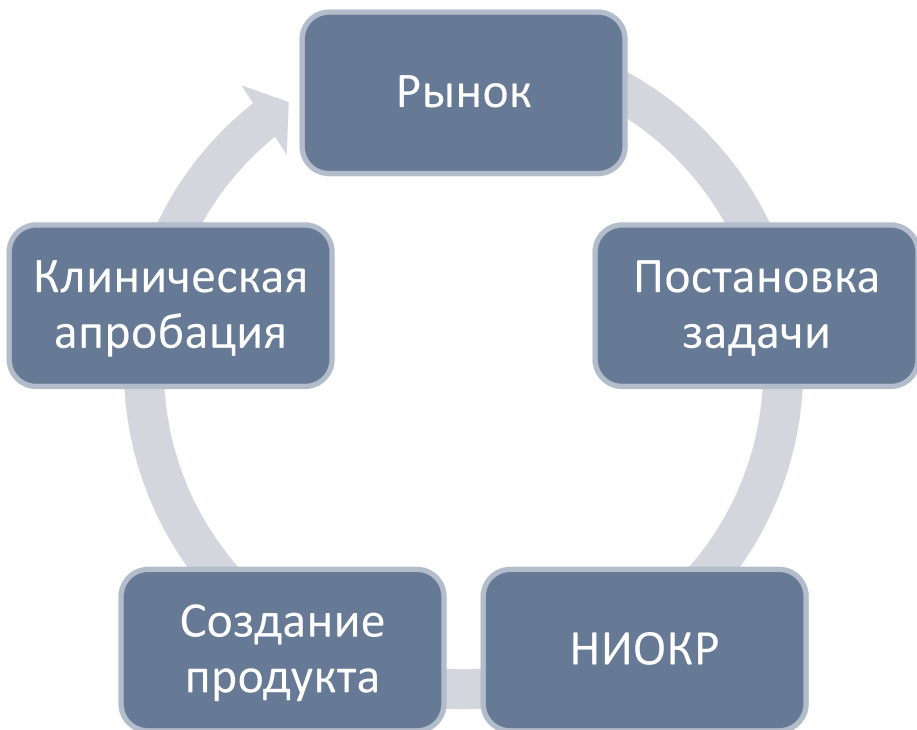 Рынок
Постановка
задачи
НИОКР
Создание
продукта
Клиническая
апробация